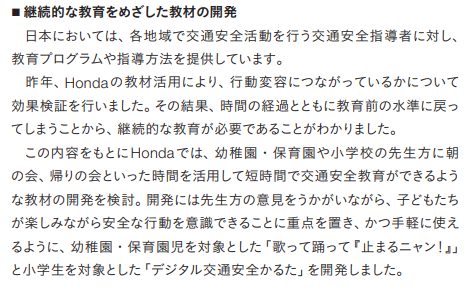 ■ 継続的な教育をめざした教材の開発
　日本においては、各地域で交通安全活動を行う交通安全指導者に対し、
教育プログラムや指導方法を提供しています。
　昨年、Hondaの教材活用により、行動変容につながっているかについて
効果検証を行いました。その結果、時間の経過とともに教育前の水準に戻っ
てしまうことから、継続的な教育が必要であることがわかりました。
　この内容をもとにHondaでは、幼稚園・保育園や小学校の先生方に朝
の会、帰りの会といった時間を活用して短時間で交通安全教育ができるよう
な教材の開発を検討。開発には先生方の意見をうかがいながら、子どもたち
が楽しみながら安全な行動を意識できることに重点を置き、かつ手軽に使え
るように、幼稚園・保育園児を対象とした「歌って踊って『止まるニャン！』」
と小学生を対象とした「デジタル交通安全かるた」を開発しました。